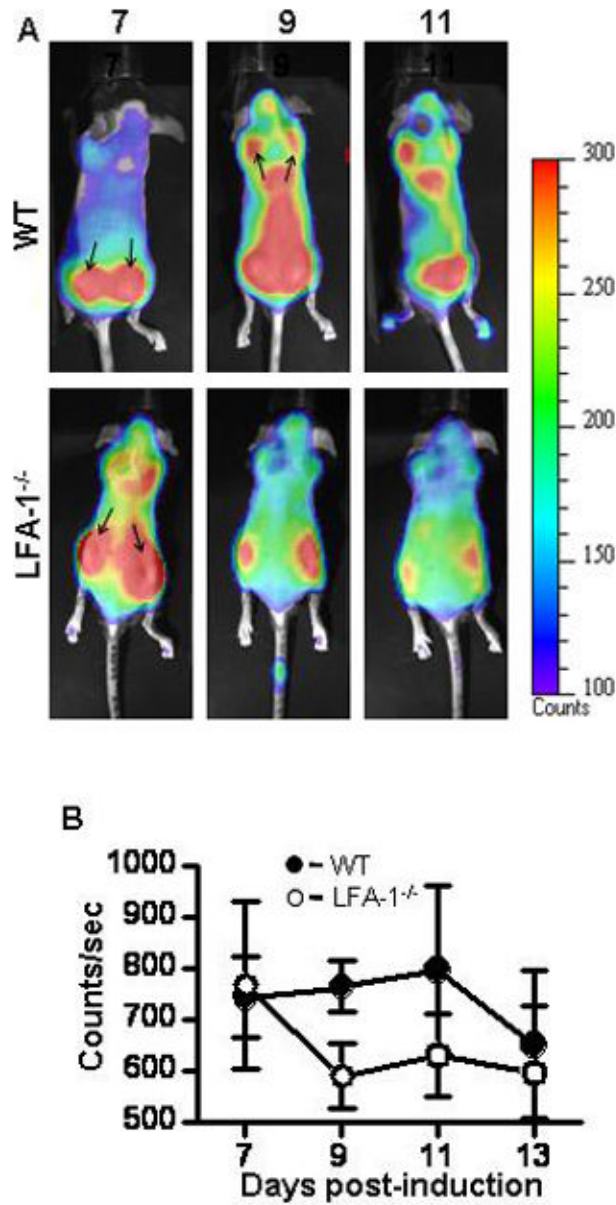 A
7 9 11
7 9 11
WT
LFA-1-/-
300
250
200
150
100
Counts
B
1000
900
800
700
600
500
Counts/sec
● - WT
○ - LFA-1-/-
7 9 11 13
Days post-induction